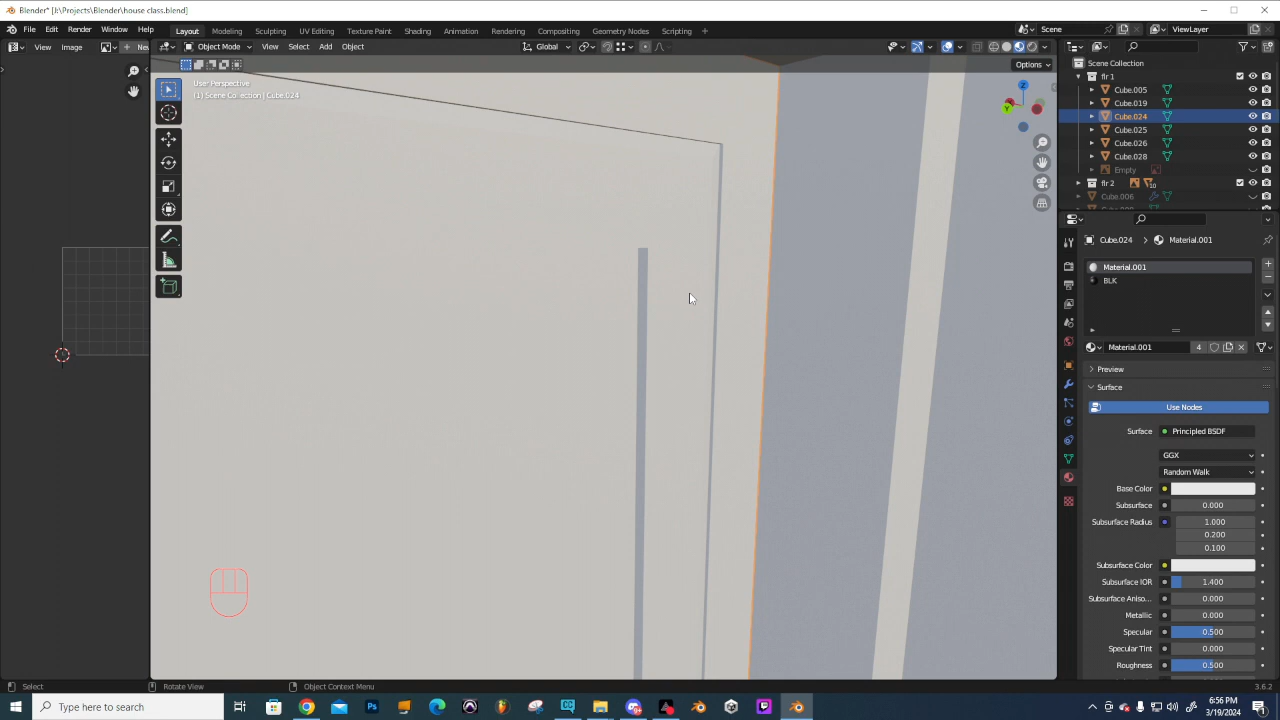 Blender* [J:\Projects\Blender\house class.blend]
File Edit Render Window Help Layout Modeling Sculpting UV Editing Texture Paint Shading Animation Rendering Compositing Geometry Nodes Scripting Scene ViewLayer
View Image New Object Mode View Select Add Object Global
Options
User Perspective
(1) Scene Collection | Cube.024
Z
Y
Scene Collection
flr 1
Cube.005
Cube.019
Cube.024
Cube.025
Cube.026
Cube.028
Empty
flr 2 10
Cube.006
Cube.024 Material.001
Material.001
BLK
Material.001 4
Preview
Surface
Use Nodes
Surface Principled BSDF
GGX
Random Walk
Base Color
Subsurface 0.000
Subsurface Radius 1.000
0.200
0.100
Subsurface Color
Subsurface IOR 1.400
Subsurface Aniso... 0.000
Metallic 0.000
Specular 0.500
Specular Tint 0.000
Roughness 0.500
Select Rotate View Object Context Menu 3.6.2
Type here to search
6:56 PM
3/19/2024